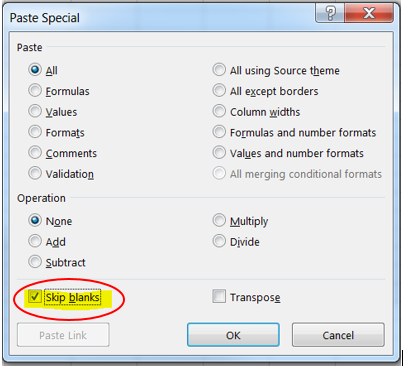 Paste Special
Paste
All
All using Source theme
Formulas
All except borders
Values
Column widths
Formats
Formulas and number formats
Comments
Values and number formats
Validation
All merging conditional formats
Operation
None
Multiply
Add
Divide
Subtract
Skip blanks
Transpose
Paste Link
OK
Cancel